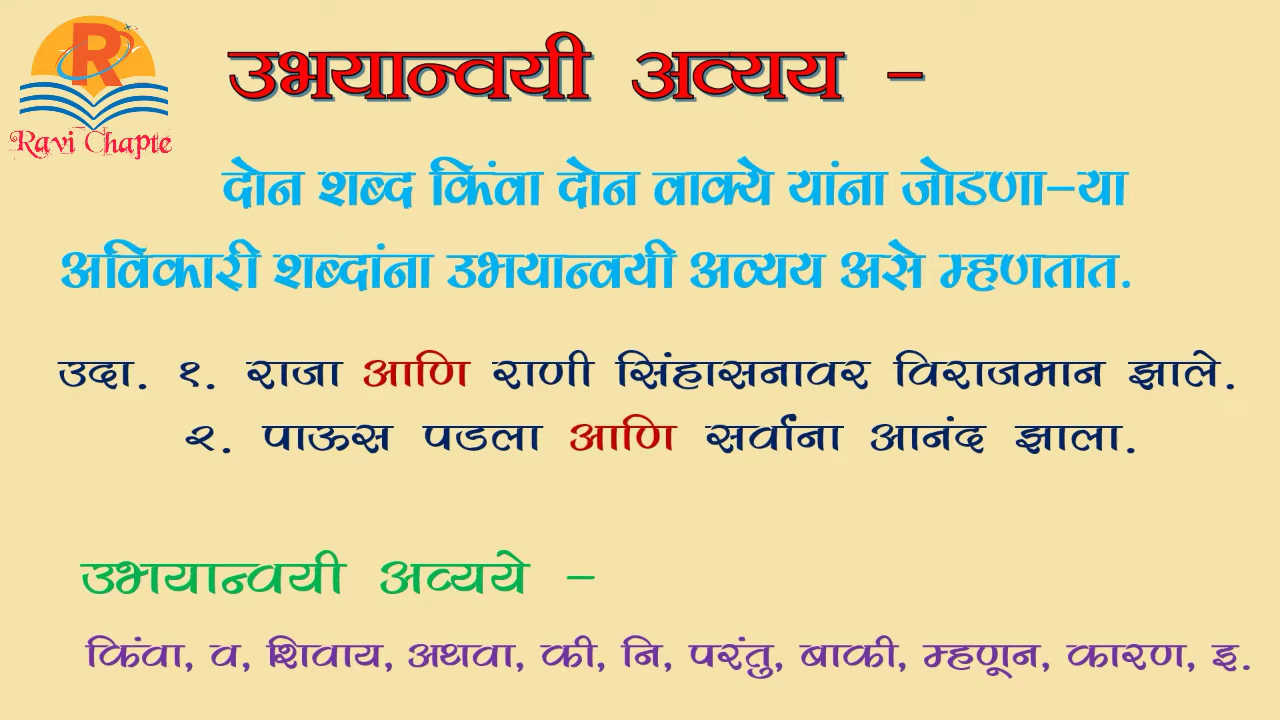 R
Ravi Chapte
उभयान्वयी अव्यय -
दोन शब्द किंवा दोन वाक्ये यांना जोडणा-या
अविकारी शब्दांना उभयान्वयी अव्यय असे म्हणतात.
उदा. १. राजा आणि राणी सिंहासनावर विराजमान झाले.
२. पाऊस पडला आणि सर्वांना आनंद झाला.
उभयान्वयी अव्यये -
किंवा, व, शिवाय, अथवा, की, नि, परंतु, बाकी, म्हणून, कारण, इ.